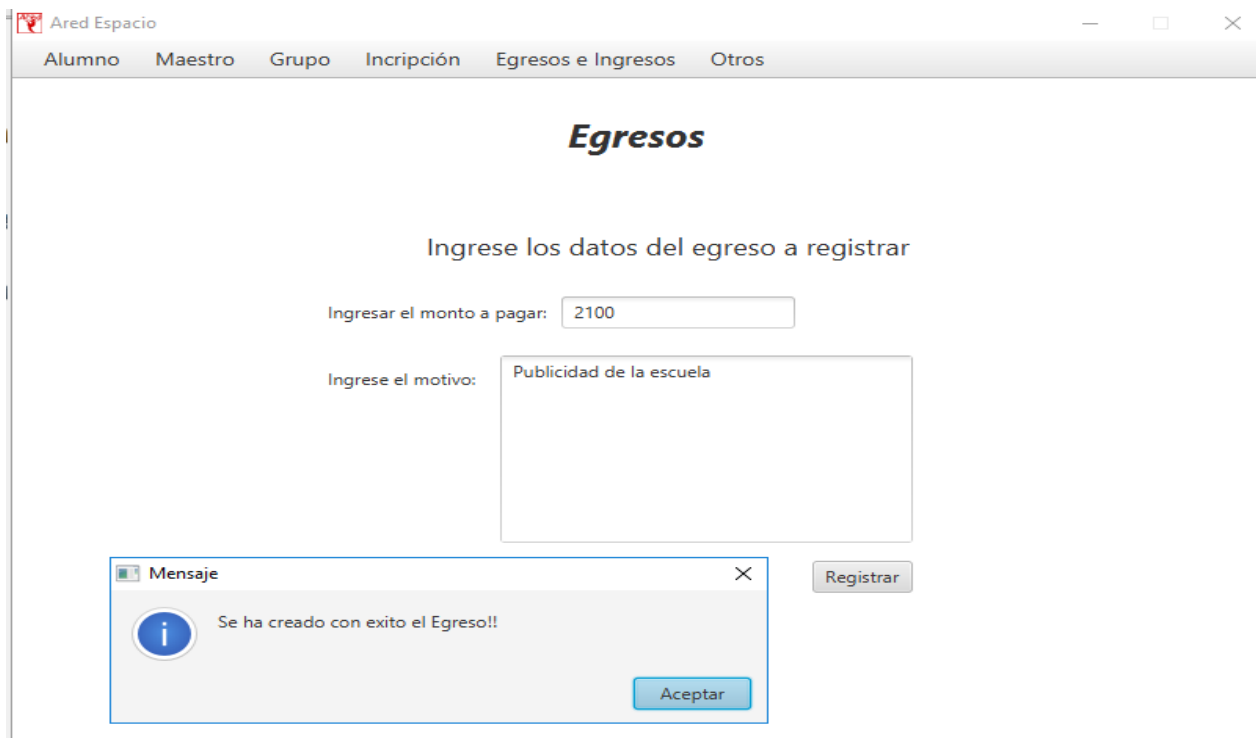 Ared Espacio
Alumno Maestro Grupo Incripción Egresos e Ingresos Otros
Egresos
Ingrese los datos del egreso a registrar
Ingresar el monto a pagar: 2100
Ingrese el motivo: Publicidad de la escuela
Registrar
Mensaje
Se ha creado con exito el Egreso!!
Aceptar